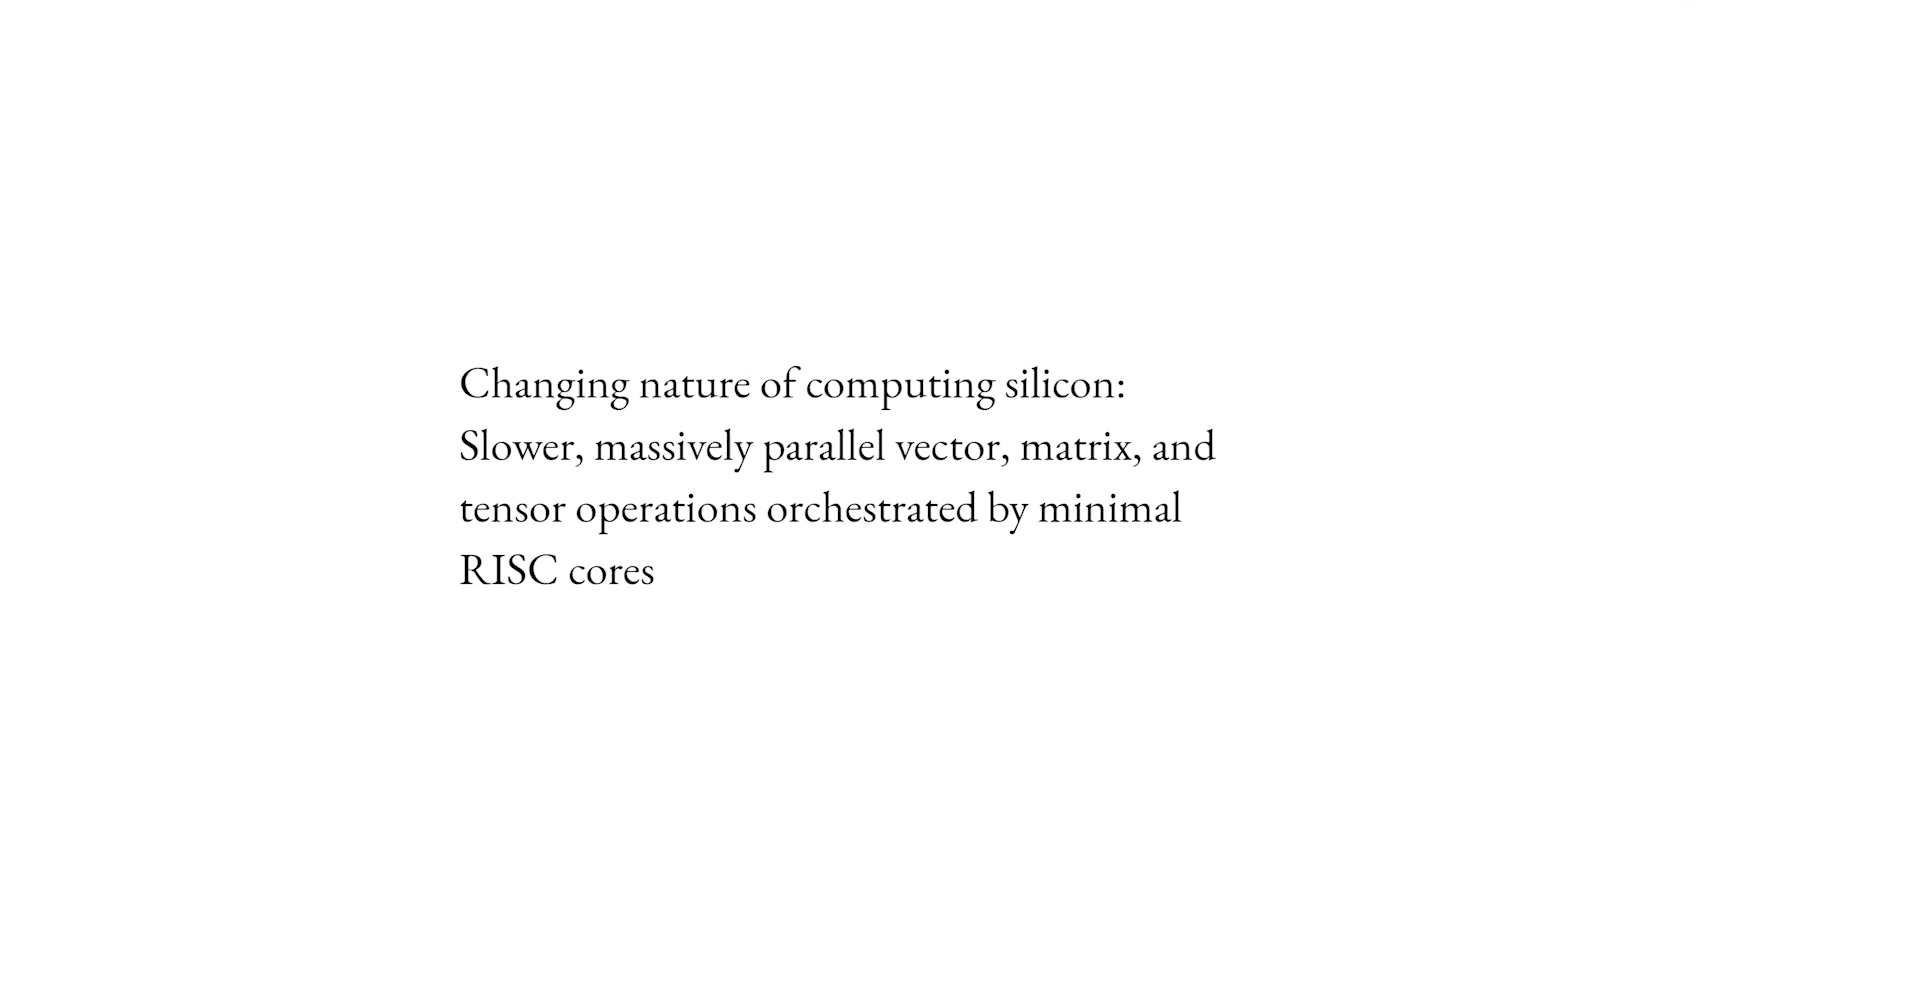 Changing nature of computing silicon:
Slower, massively parallel vector, matrix, and
tensor operations orchestrated by minimal
RISC cores